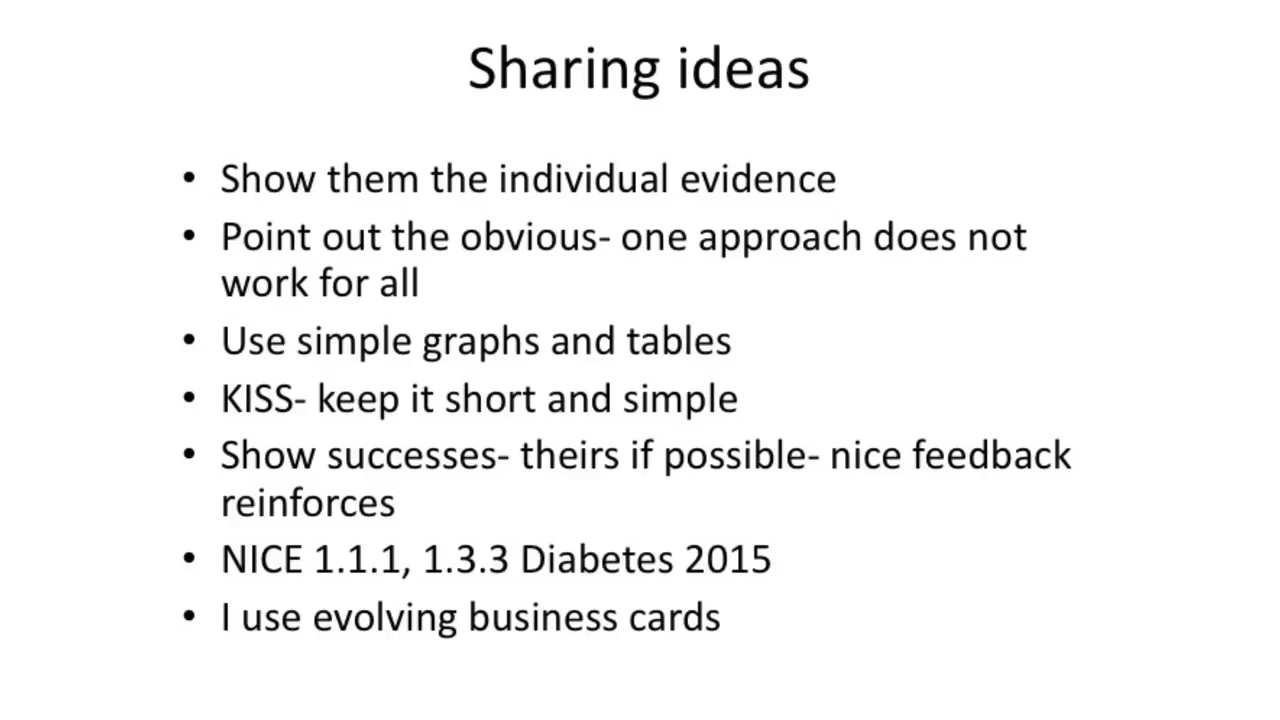 Sharing ideas
• Show them the individual evidence
• Point out the obvious- one approach does not
work for all
• Use simple graphs and tables
• KISS- keep it short and simple
• Show successes- theirs if possible- nice feedback
reinforces
• NICE 1.1.1, 1.3.3 Diabetes 2015
• I use evolving business cards